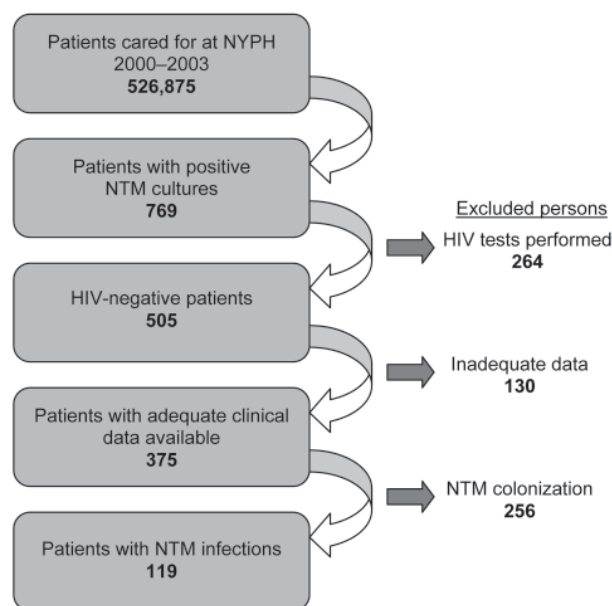 Patients cared for at NYPH
2000–2003
526,875
Patients with positive
NTM cultures
769
Excluded persons
HIV tests performed
264
HIV-negative patients
505
Inadequate data
130
Patients with adequate clinical
data available
375
NTM colonization
256
Patients with NTM infections
119